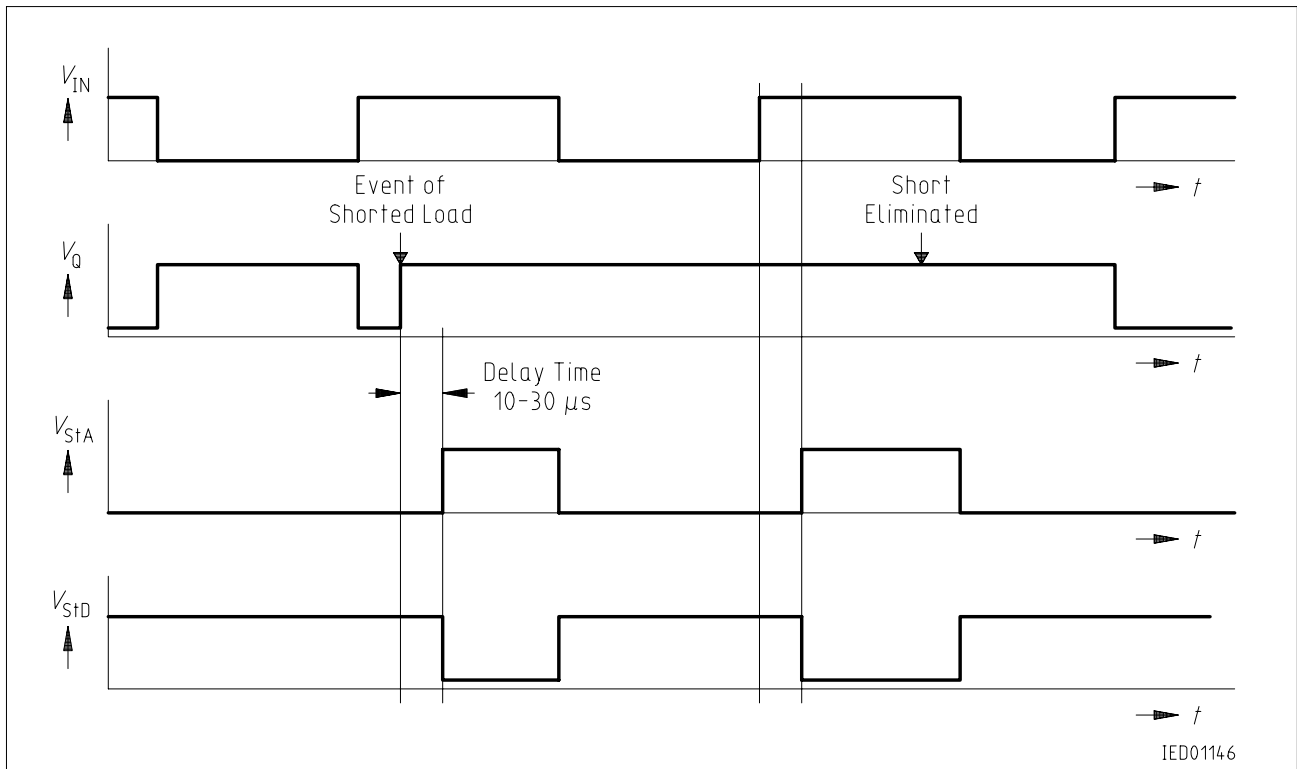 V_IN
t
Event of
Shorted Load
Short
Eliminated
V_Q
t
Delay Time
10-30 μs
V_StA
t
V_StD
t
IED01146